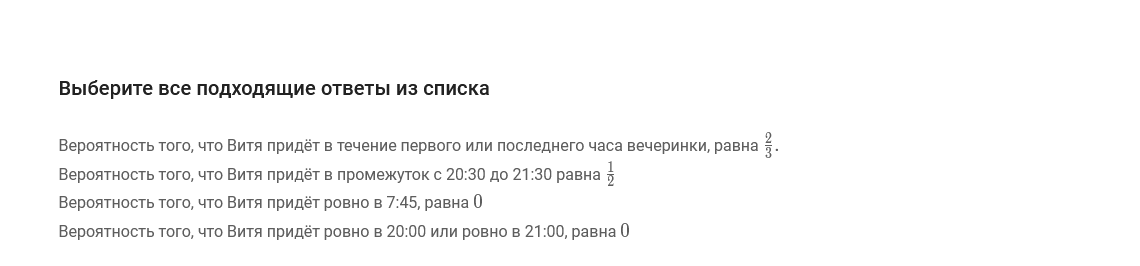 Выберите все подходящие ответы из списка
Вероятность того, что Витя придёт в течение первого или последнего часа вечеринки, равна 2/3.
Вероятность того, что Витя придёт в промежуток с 20:30 до 21:30 равна 1/2
Вероятность того, что Витя придёт ровно в 7:45, равна 0
Вероятность того, что Витя придёт ровно в 20:00 или ровно в 21:00, равна 0